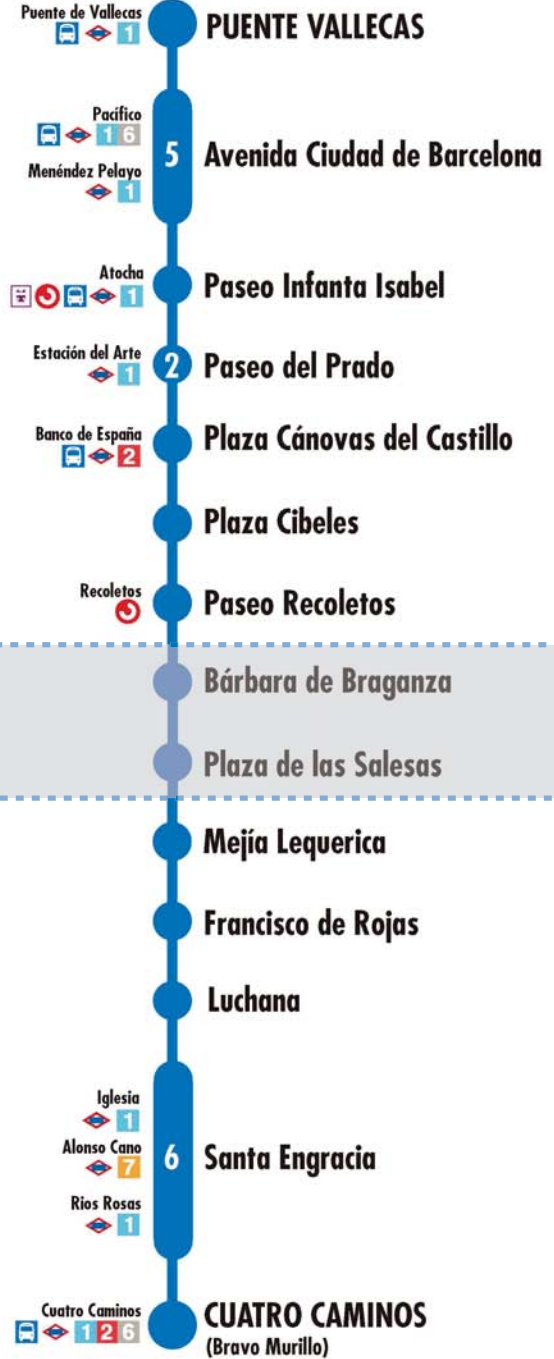 Puente de Vallecas
1
PUENTE VALLECAS
Pacífico
1 6
Menéndez Pelayo
1
5
Avenida Ciudad de Barcelona
Atocha
1
Paseo Infanta Isabel
Estación del Arte
1
2
Paseo del Prado
Banco de España
2
Plaza Cánovas del Castillo
Plaza Cibeles
Recoletos
Paseo Recoletos
Bárbara de Braganza
Plaza de las Salesas
Mejía Lequerica
Francisco de Rojas
Luchana
Iglesia
1
Alonso Cano
7
Rios Rosas
1
6
Santa Engracia
Cuatro Caminos
1 2 6
CUATRO CAMINOS
(Bravo Murillo)